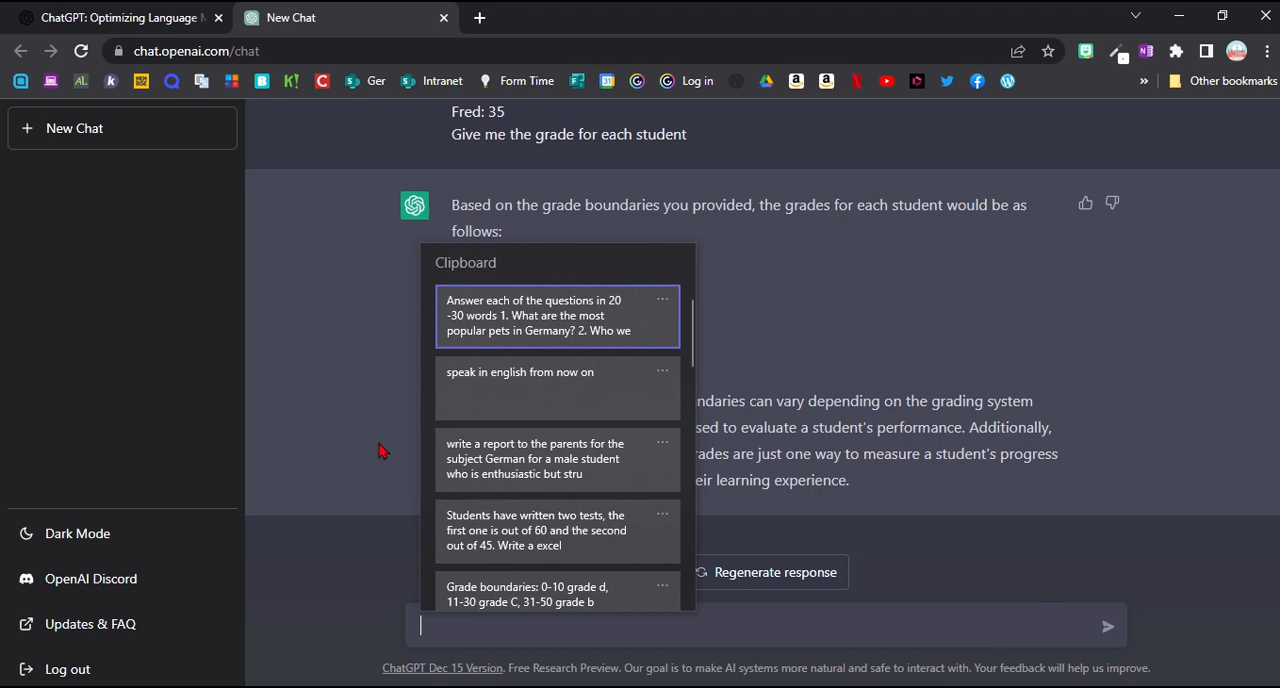 ChatGPT: Optimizing Language
New Chat
chat.openai.com/chat
Ger
Intranet
Form Time
Log in
Other bookmarks
New Chat
Fred: 35
Give me the grade for each student
Based on the grade boundaries you provided, the grades for each student would be as
follows:
Clipboard
Answer each of the questions in 20
-30 words 1. What are the most
popular pets in Germany? 2. Who we
speak in english from now on
ndaries can vary depending on the grading system
sed to evaluate a student's performance. Additionally,
rades are just one way to measure a student's progress
eir learning experience.
write a report to the parents for the
subject German for a male student
who is enthusiastic but stru
Students have written two tests, the
first one is out of 60 and the second
out of 45. Write a excel
Grade boundaries: 0-10 grade d,
11-30 grade C, 31-50 grade b
Regenerate response
Dark Mode
OpenAI Discord
Updates & FAQ
Log out
ChatGPT Dec 15 Version. Free Research Preview. Our goal is to make AI systems more natural and safe to interact with. Your feedback will help us improve.